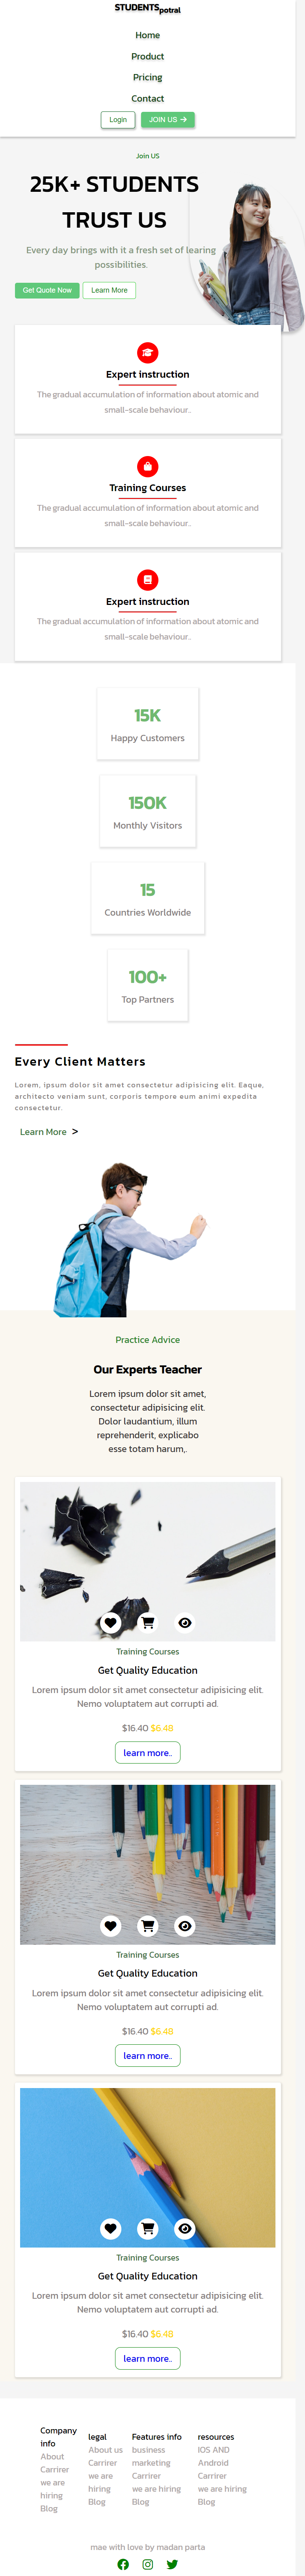 STUDENTSpotral
Home
Product
Pricing
Contact
Login JOIN US →
Join US
25K+ STUDENTS
TRUST US
Every day brings with it a fresh set of learing
possibilities.
Get Quote Now Learn More
Expert instruction
The gradual accumulation of information about atomic and
small-scale behaviour..
Training Courses
The gradual accumulation of information about atomic and
small-scale behaviour..
Expert instruction
The gradual accumulation of information about atomic and
small-scale behaviour..
15K
Happy Customers
150K
Monthly Visitors
15
Countries Worldwide
100+
Top Partners
Every Client Matters
Lorem, ipsum dolor sit amet consectetur adipisicing elit. Eaque,
architecto veniam sunt, corporis tempore eum animi expedita
consectetur.
Learn More >
Practice Advice
Our Experts Teacher
Lorem ipsum dolor sit amet,
consectetur adipisicing elit.
Dolor laudantium, illum
reprehenderit, explicabo
esse totam harum,.
Training Courses
Get Quality Education
Lorem ipsum dolor sit amet consectetur adipisicing elit.
Nemo voluptatem aut corrupti ad.
$16.40 $6.48
learn more..
Training Courses
Get Quality Education
Lorem ipsum dolor sit amet consectetur adipisicing elit.
Nemo voluptatem aut corrupti ad.
$16.40 $6.48
learn more..
Training Courses
Get Quality Education
Lorem ipsum dolor sit amet consectetur adipisicing elit.
Nemo voluptatem aut corrupti ad.
$16.40 $6.48
learn more..
Company
info
About
Carrirer
we are
hiring
Blog
legal
About us
Carrirer
we are
hiring
Blog
Features info
business
marketing
Carrirer
we are hiring
Blog
resources
IOS AND
Android
Carrirer
we are hiring
Blog
mae with love by madan parta